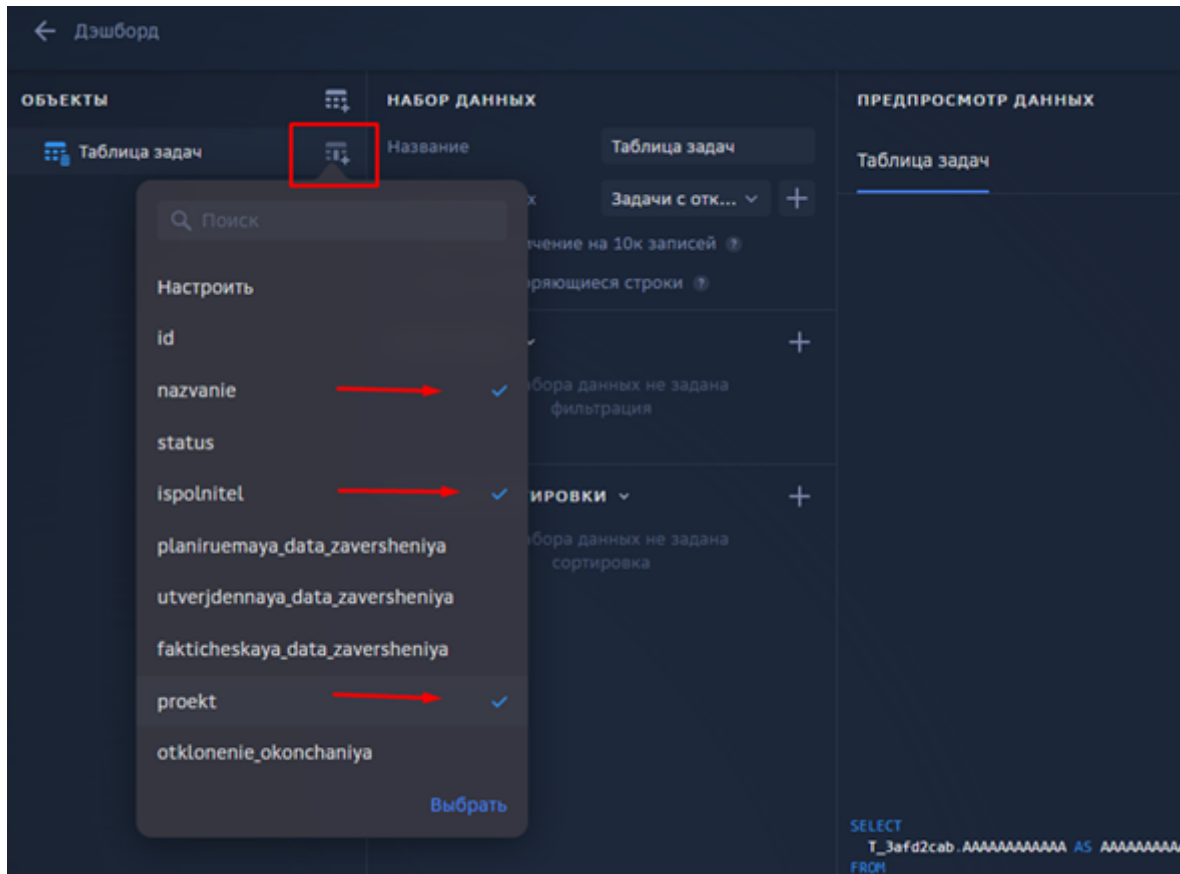 Дэшборд
ОБЪЕКТЫ
НАБОР ДАННЫХ
ПРЕДПРОСМОТР ДАННЫХ
Таблица задач
Название
Таблица задач
Таблица задач
Поиск
х
Задачи с отк...
чение на 10к записей
ряющиеся строки
Настроить
id
nazvanie
бора данных не задана
фильтрация
status
ispolnitel
ИРОВКИ
planiruemaya_data_zaversheniya
бора данных не задана
сортировка
utverjdennaya_data_zaversheniya
fakticheskaya_data_zaversheniya
proekt
otklonenie_okonchaniya
Выбрать
SELECT
T_3afd2cab.AAAAAAAAAAAA AS
FROM